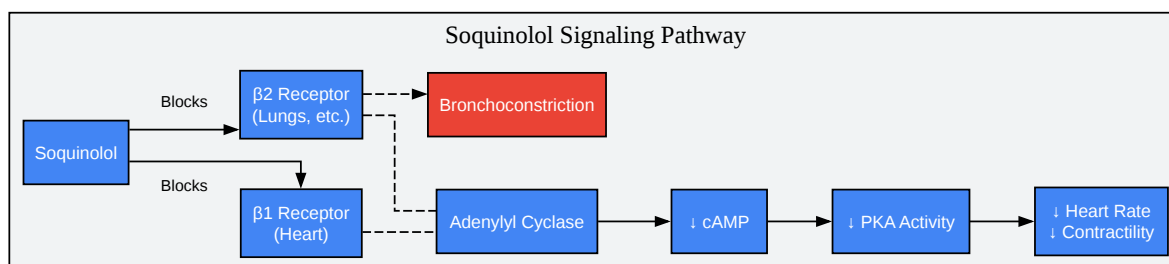 Soquinolol Signaling Pathway
Blocks
β2 Receptor
(Lungs, etc.)
Bronchoconstriction
Soquinolol
Blocks
β1 Receptor
(Heart)
Adenylyl Cyclase
↓ cAMP
↓ PKA Activity
↓ Heart Rate
↓ Contractility